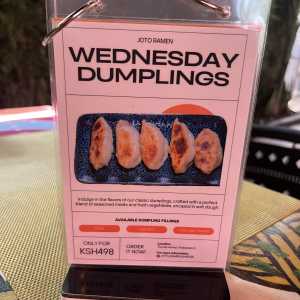 JOTO RAMEN
WEDNESDAY
DUMPLINGS
Indulge in the flavors of our classic dumplings, crafted with a perfect
blend of seasoned meats and fresh vegetables, encased in soft dough
AVAILABLE DUMPLING FILLINGS
ONLY FOR
KSH498
ORDER
IT NOW!